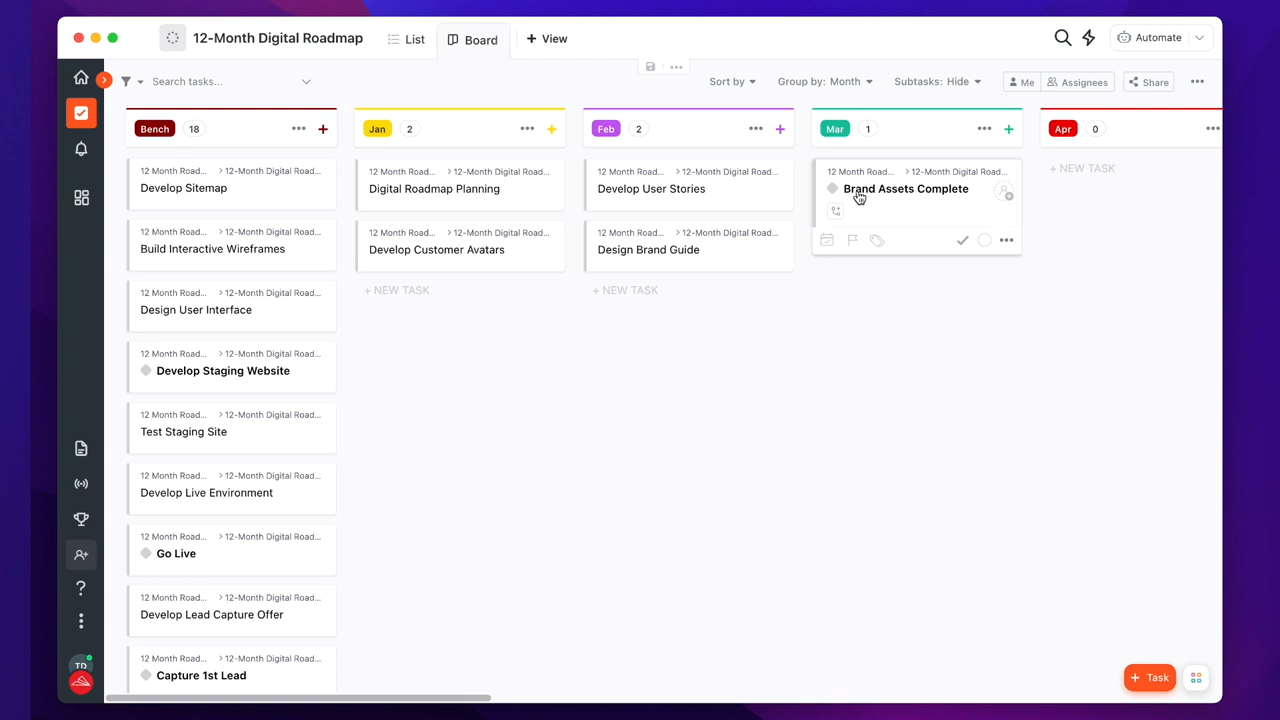 12-Month Digital Roadmap
List
Board
+ View
Automate
Search tasks...
Sort by
Group by: Month
Subtasks: Hide
Me
Assignees
Share
Bench 18
12 Month Road... > 12-Month Digital Road...
Develop Sitemap
12 Month Road... > 12-Month Digital Road...
Build Interactive Wireframes
12 Month Road... > 12-Month Digital Road...
Design User Interface
12 Month Road... > 12-Month Digital Road...
Develop Staging Website
12 Month Road... > 12-Month Digital Road...
Test Staging Site
12 Month Road... > 12-Month Digital Road...
Develop Live Environment
12 Month Road... > 12-Month Digital Road...
Go Live
12 Month Road... > 12-Month Digital Road...
Develop Lead Capture Offer
12 Month Road... > 12-Month Digital Road...
Capture 1st Lead
Jan 2
12 Month Road... > 12-Month Digital Road...
Digital Roadmap Planning
12 Month Road... > 12-Month Digital Road...
Develop Customer Avatars
+ NEW TASK
Feb 2
12 Month Road... > 12-Month Digital Road...
Develop User Stories
12 Month Road... > 12-Month Digital Road...
Design Brand Guide
+ NEW TASK
Mar 1
12 Month Road... > 12-Month Digital Road...
Brand Assets Complete
Apr 0
+ NEW TASK
TD
+ Task